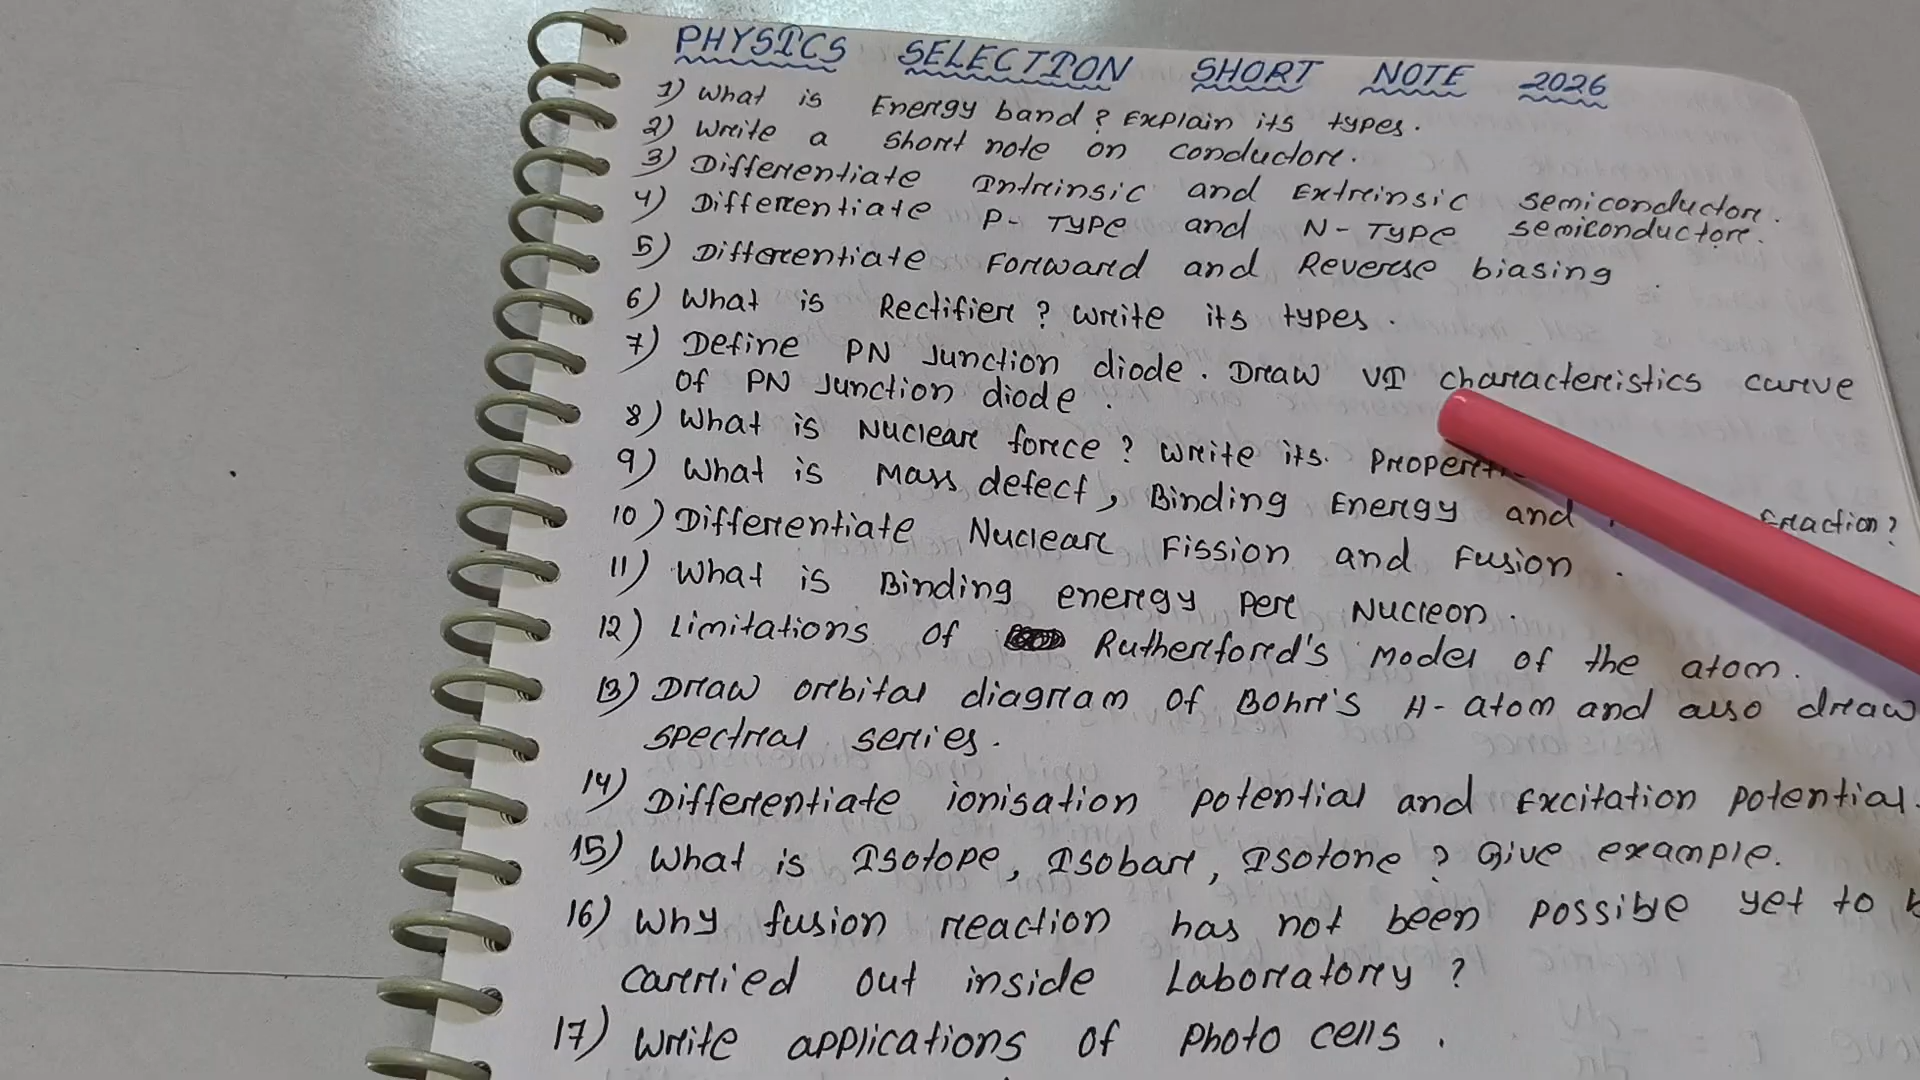 PHYSICS SELECTION SHORT NOTE 2026
1) What is Energy band? Explain its types.
2) Write a short note on conductor.
3) Differentiate Intrinsic and Extrinsic semiconductor.
4) Differentiate P-Type and N-Type semiconductor.
5) Differentiate Forward and Reverse biasing.
6) What is Rectifier? Write its types.
7) Define PN Junction diode. Draw VI characteristics curve
of PN Junction diode.
8) What is Nuclear force? Write its.
9) What is Mass defect, Binding Energy and fraction?
10) Differentiate Nuclear Fission and Fusion.
11) What is Binding energy per Nucleon.
12) Limitations of Rutherford's Model of the atom.
13) Draw orbital diagram of Bohr's H-atom and also draw
spectral series.
14) Differentiate ionisation potential and Excitation potential.
15) What is Isotope, Isobar, Isotone? Give example.
16) Why fusion reaction has not been possible yet to
carried out inside Laboratory?
17) Write applications of Photo cells.